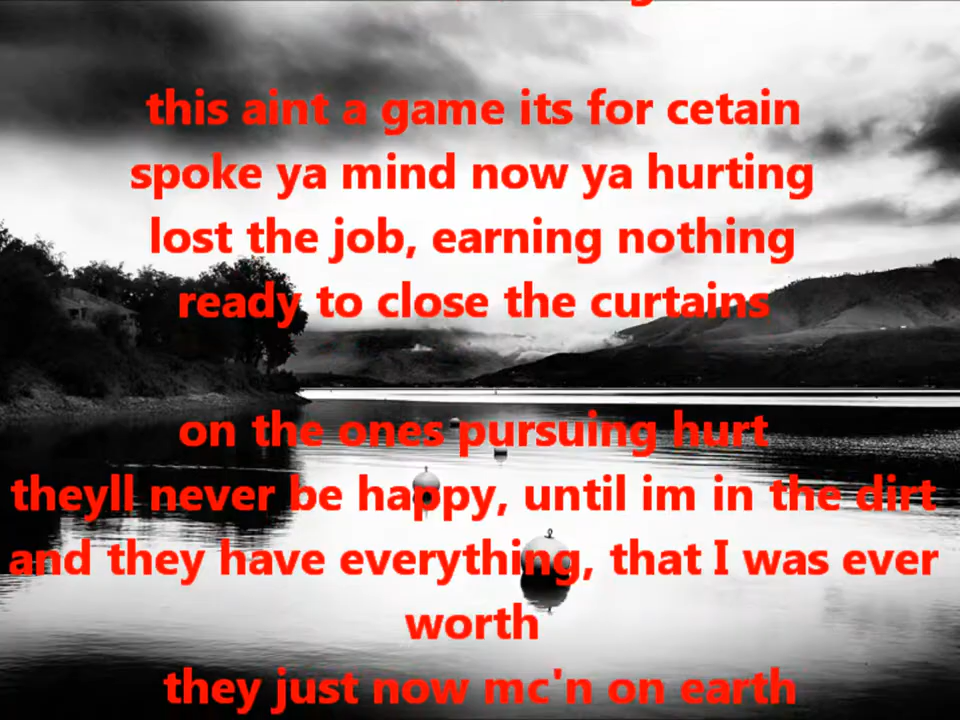 this aint a game its for cetain
spoke ya mind now ya hurting
lost the job, earning nothing
ready to close the curtains
on the ones pursuing hurt
theyll never be happy, until im in the dirt
and they have everything, that I was ever
worth
they just now mc'n on earth